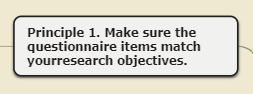 Principle 1. Make sure the
questionnaire items match
yourresearch objectives.